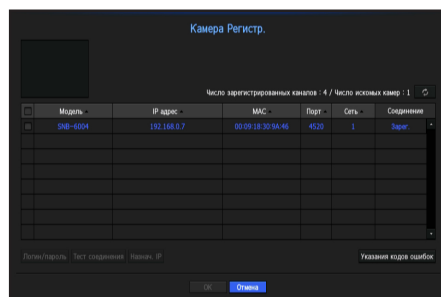 Камера Регистр.
Число зарегистрированных каналов : 4 / Число искомых камер : 1
Модель IP адрес MAC Порт Сеть Соединение
SNB-6004 192.168.0.7 00:09:18:30:9A:46 4520 1 Зарег.
Логин/пароль Тест соединения Назнач. IP Указания кодов ошибок
OK Отмена